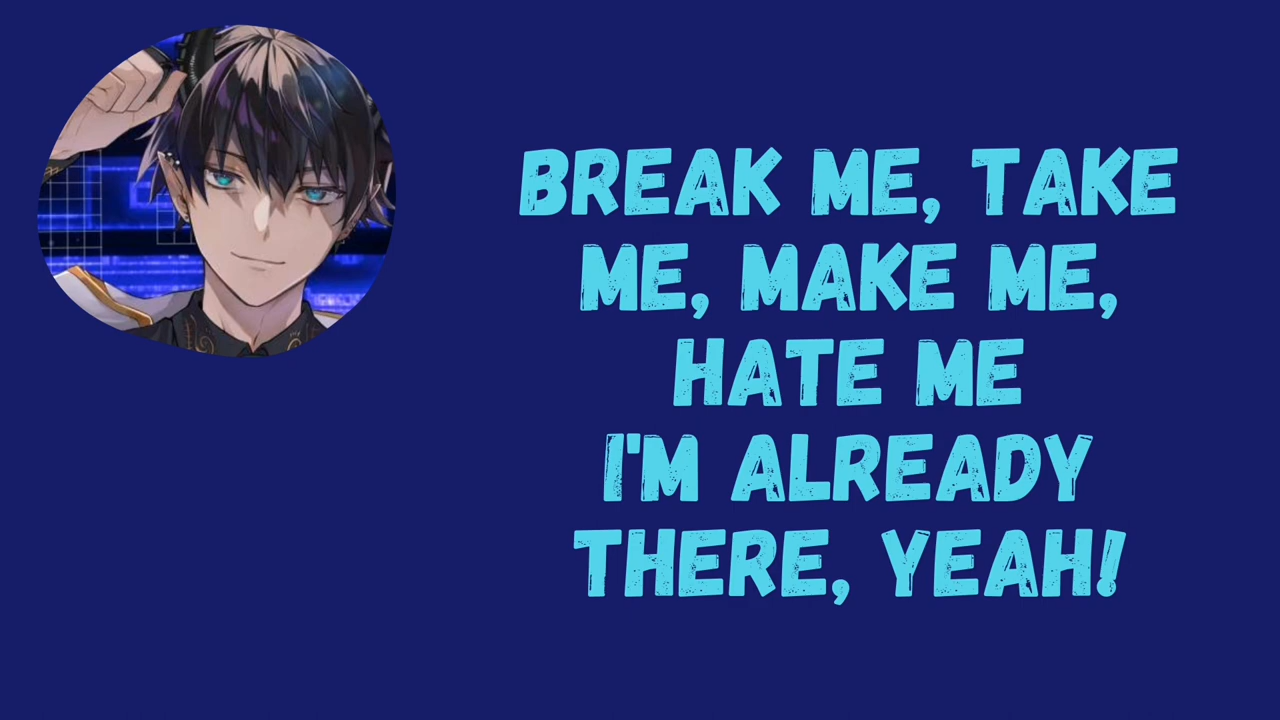 BREAK ME, TAKE
ME, MAKE ME,
HATE ME
I'M ALREADY
THERE, YEAH!